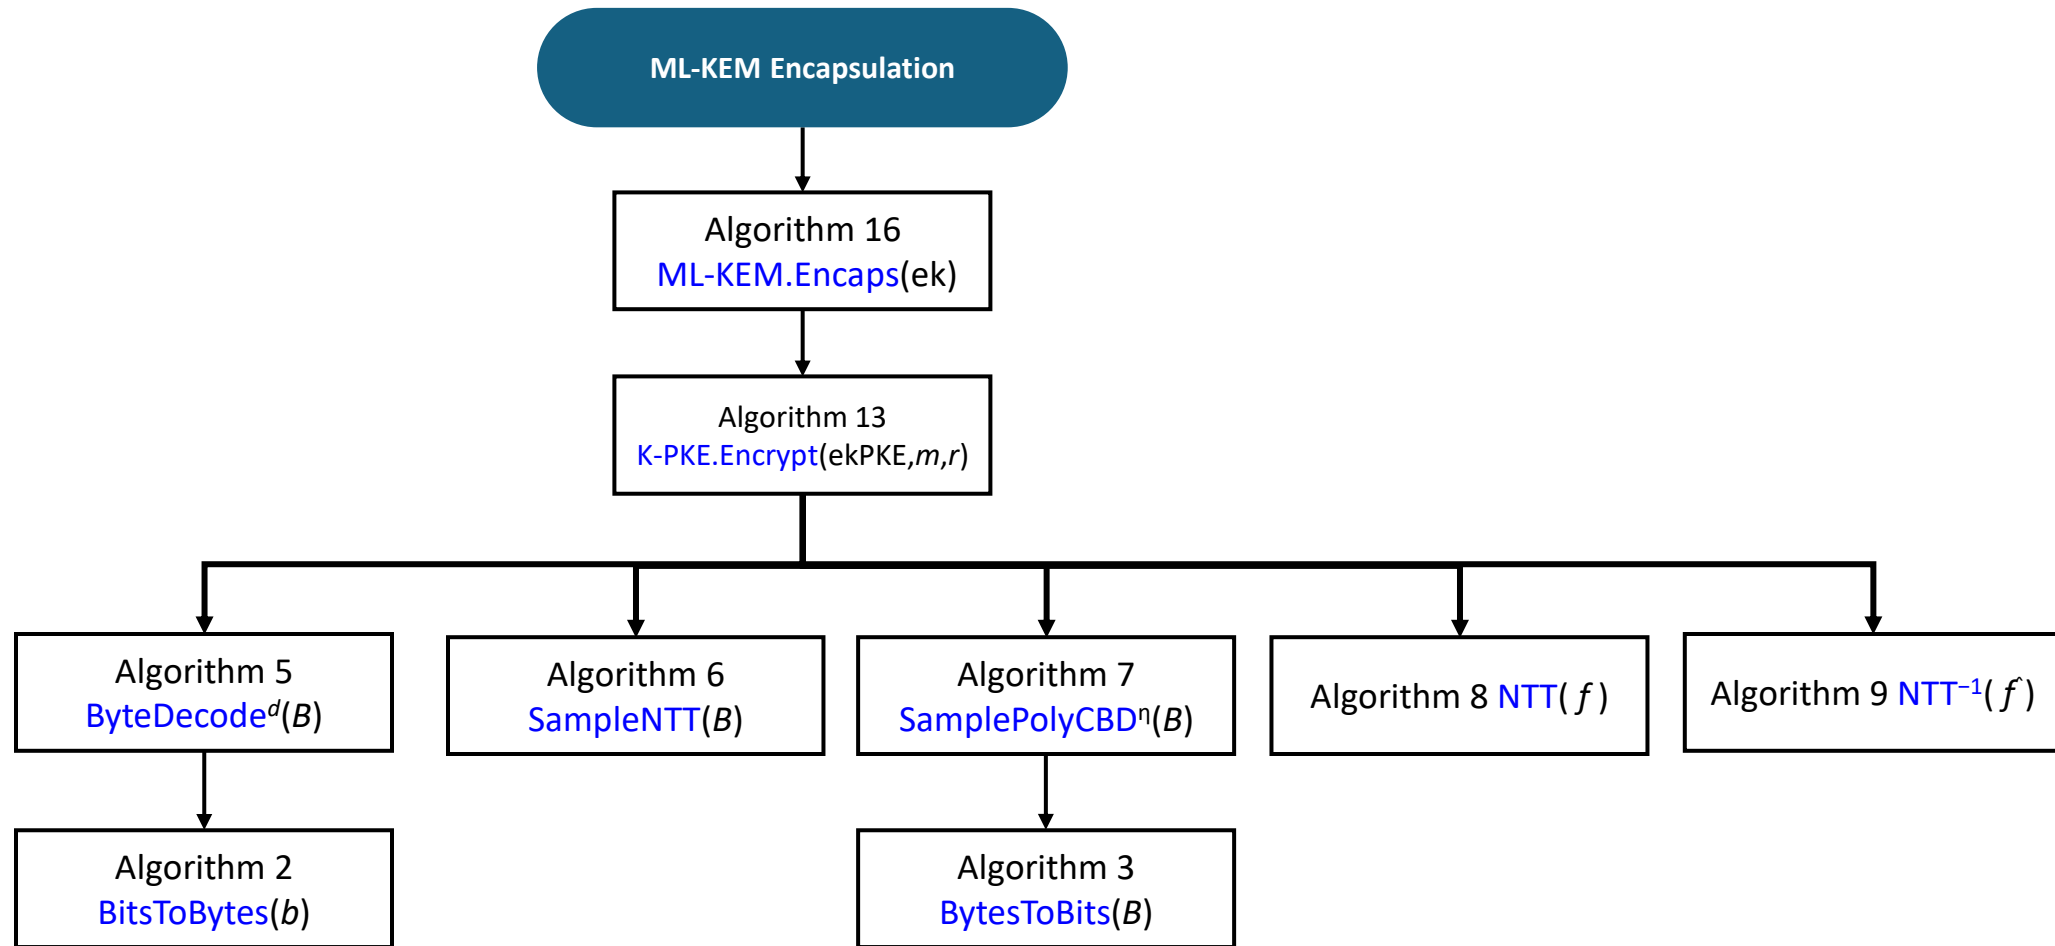 ML-KEM Encapsulation
Algorithm 16
ML-KEM.Encaps(ek)
Algorithm 13
K-PKE.Encrypt(ekPKE,m,r)
Algorithm 5
ByteDecodeᵈ(B)
Algorithm 6
SampleNTT(B)
Algorithm 7
SamplePolyCBDᶯ(B)
Algorithm 8 NTT( f )
Algorithm 9 NTT⁻¹( f̂ )
Algorithm 2
BitsToBytes(b)
Algorithm 3
BytesToBits(B)